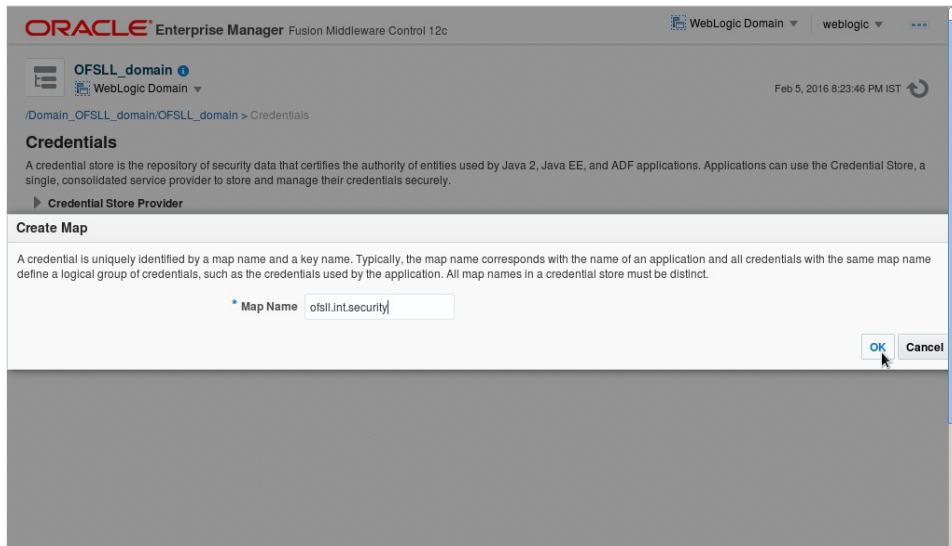 ORACLE Enterprise Manager Fusion Middleware Control 12c
WebLogic Domain
weblogic
OFSLL_domain
WebLogic Domain
Feb 5, 2016 8:23:46 PM IST
/Domain_OFSLL_domain/OFSLL_domain > Credentials
Credentials
A credential store is the repository of security data that certifies the authority of entities used by Java 2, Java EE, and ADF applications. Applications can use the Credential Store, a
single, consolidated service provider to store and manage their credentials securely.
Credential Store Provider
Create Map
A credential is uniquely identified by a map name and a key name. Typically, the map name corresponds with the name of an application and all credentials with the same map name
define a logical group of credentials, such as the credentials used by the application. All map names in a credential store must be distinct.
* Map Name ofsll.int.security
OK Cancel